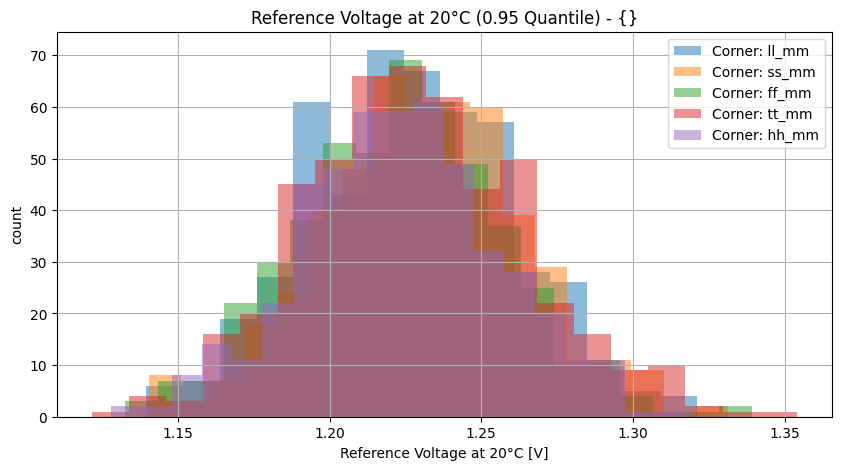 Reference Voltage at 20°C (0.95 Quantile) - {}
Corner: ll_mm
Corner: ss_mm
Corner: ff_mm
Corner: tt_mm
Corner: hh_mm
count
70
60
50
40
30
20
10
0
1.15
1.20
1.25
1.30
1.35
Reference Voltage at 20°C [V]